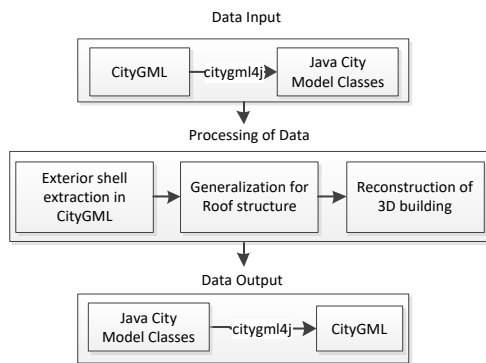 Data Input
CityGML
citygml4j
Java City
Model Classes
Processing of Data
Exterior shell
extraction in
CityGML
Generalization for
Roof structure
Reconstruction of
3D building
Data Output
Java City
Model Classes
citygml4j
CityGML